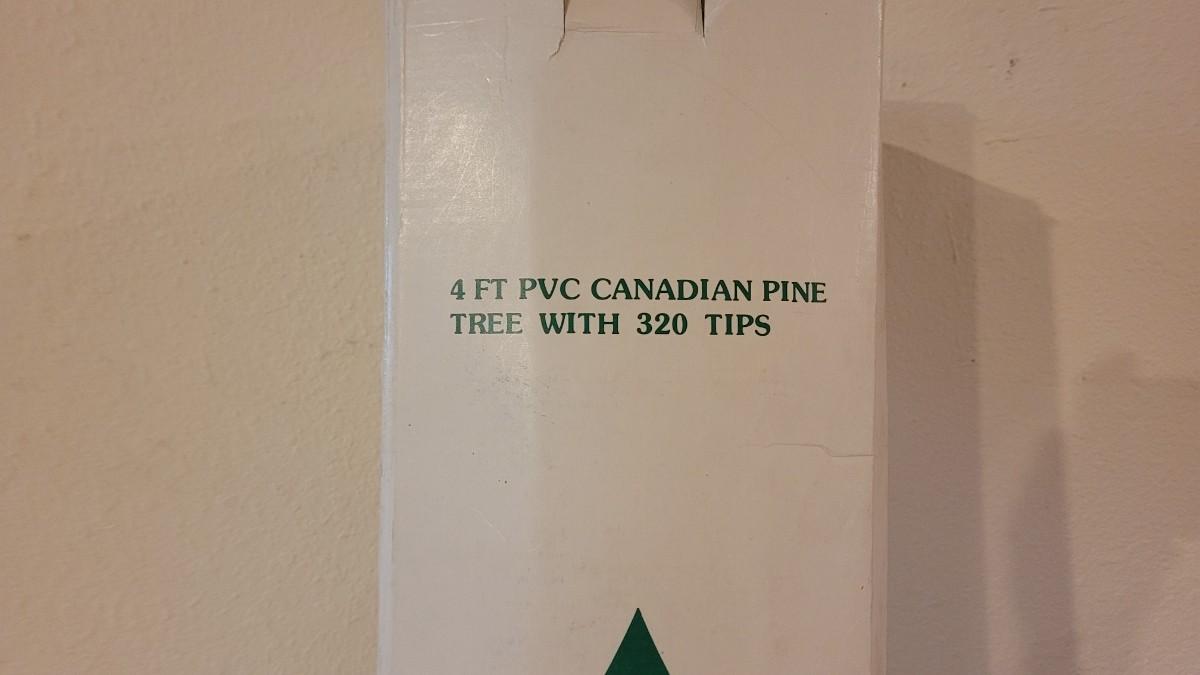 4 FT PVC CANADIAN PINE
TREE WITH 320 TIPS